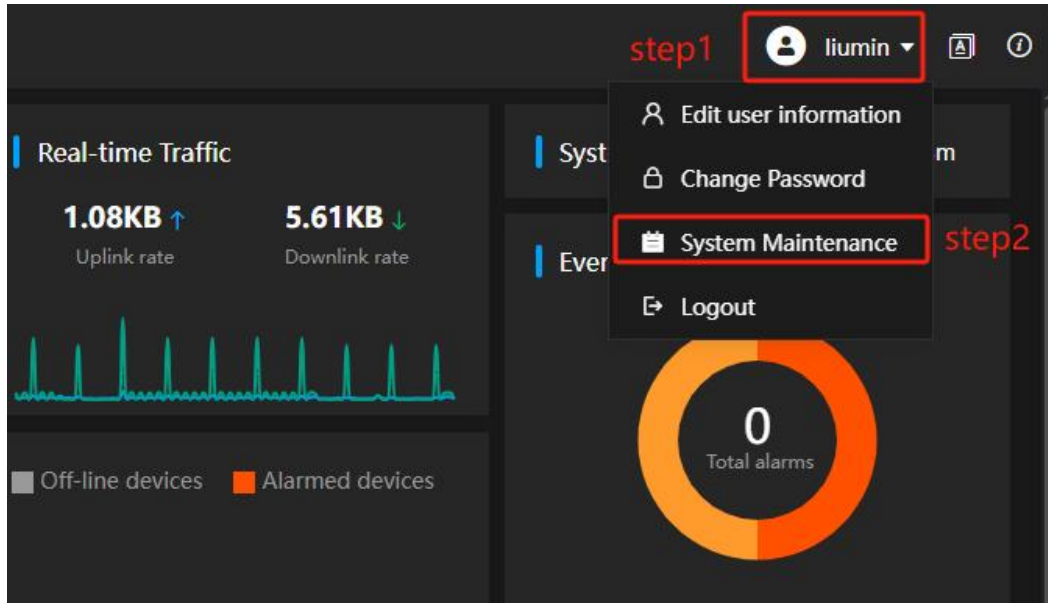 step1
liumin
A
i
Edit user information
Change Password
System Maintenance
step2
Logout
Real-time Traffic
1.08KB ↑
5.61KB ↓
Uplink rate
Downlink rate
Syst
m
Ever
0
Total alarms
Off-line devices
Alarmed devices